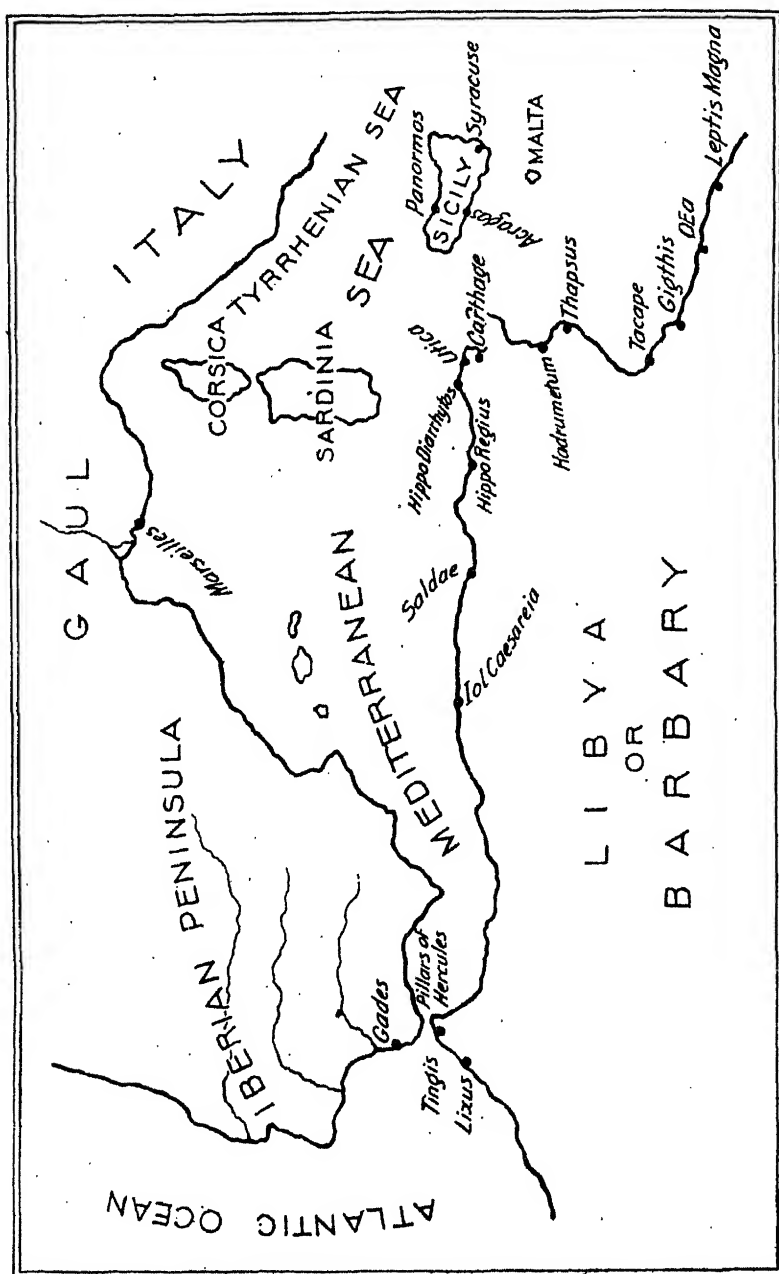 GAUL
ITALY
Marseilles
IBERIAN PENINSULA
CORSICA
TYRRHENIAN SEA
SARDINIA
MEDITERRANEAN SEA
ATLANTIC OCEAN
Gades
Pillars of
Hercules
Tingis
Lixus
Iol Caesareia
Saldae
Hippo Regius
Hippo Diarrhytos
Utica
Carthage
Panormos
SICILY
Syracuse
Acragas
MALTA
Hadrumetum
Thapsus
Tacape
Gigthis
OEa
Leptis Magna
LIBYA
OR
BARBARY